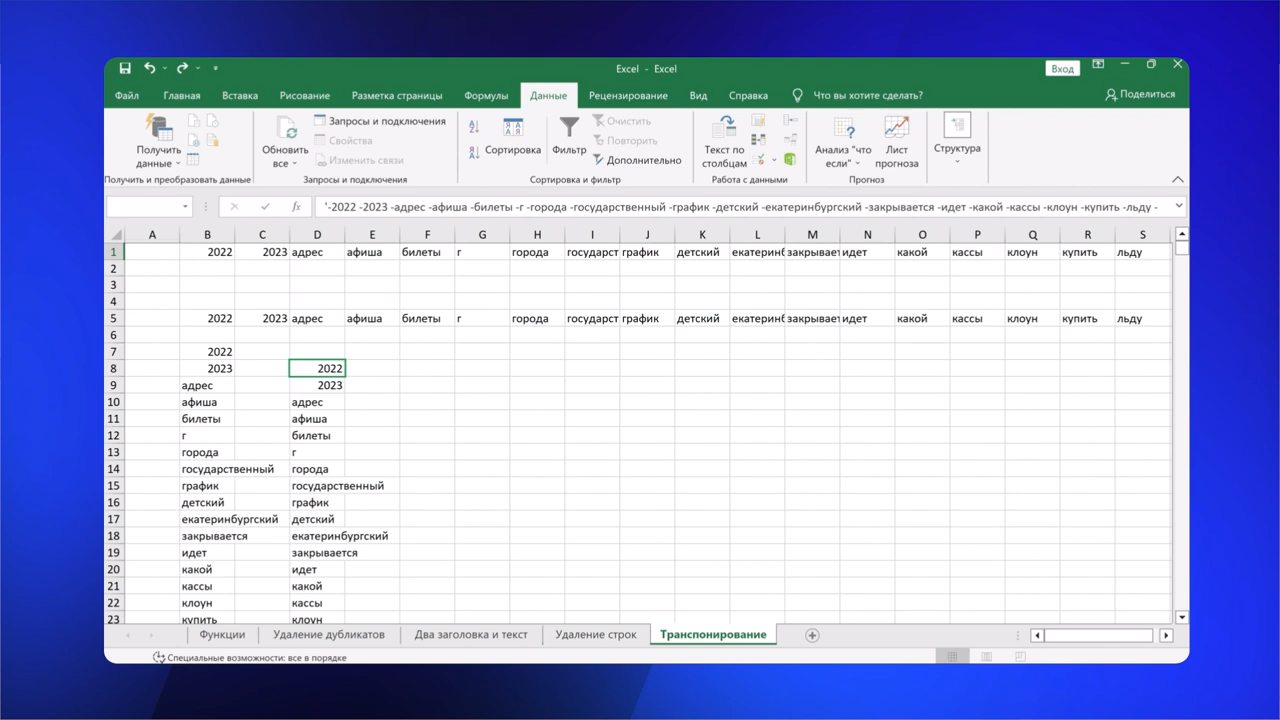 Excel - Excel
Вход
Файл Главная Вставка Рисование Разметка страницы Формулы Данные Рецензирование Вид Справка Что вы хотите сделать? Поделиться
Получить данные
Получить и преобразовать данные
Обновить все
Запросы и подключения
Свойства
Изменить связи
Запросы и подключения
Сортировка
Фильтр
Очистить
Повторить
Дополнительно
Сортировка и фильтр
Текст по столбцам
Работа с данными
Анализ "что если"
Лист прогноза
Прогноз
Структура
fx '-2022 -2023 -адрес -афиша -билеты -г -города -государственный -график -детский -екатеринбургский -закрывается -идет -какой -кассы -клоун -купить -льду -
A B C D E F G H I J K L M N O P Q R S
1 2022 2023 адрес афиша билеты г города государст график детский екатеринб закрывает идет какой кассы клоун купить льду
2
3
4
5 2022 2023 адрес афиша билеты г города государст график детский екатеринб закрывает идет какой кассы клоун купить льду
6
7 2022
8 2023 2022
9 адрес 2023
10 афиша адрес
11 билеты афиша
12 г билеты
13 города г
14 государственный города
15 график государственный
16 детский график
17 екатеринбургский детский
18 закрывается екатеринбургский
19 идет закрывается
20 какой идет
21 кассы какой
22 клоун кассы
23 купить клоун
Функции Удаление дубликатов Два заголовка и текст Удаление строк Транспонирование
Специальные возможности: все в порядке